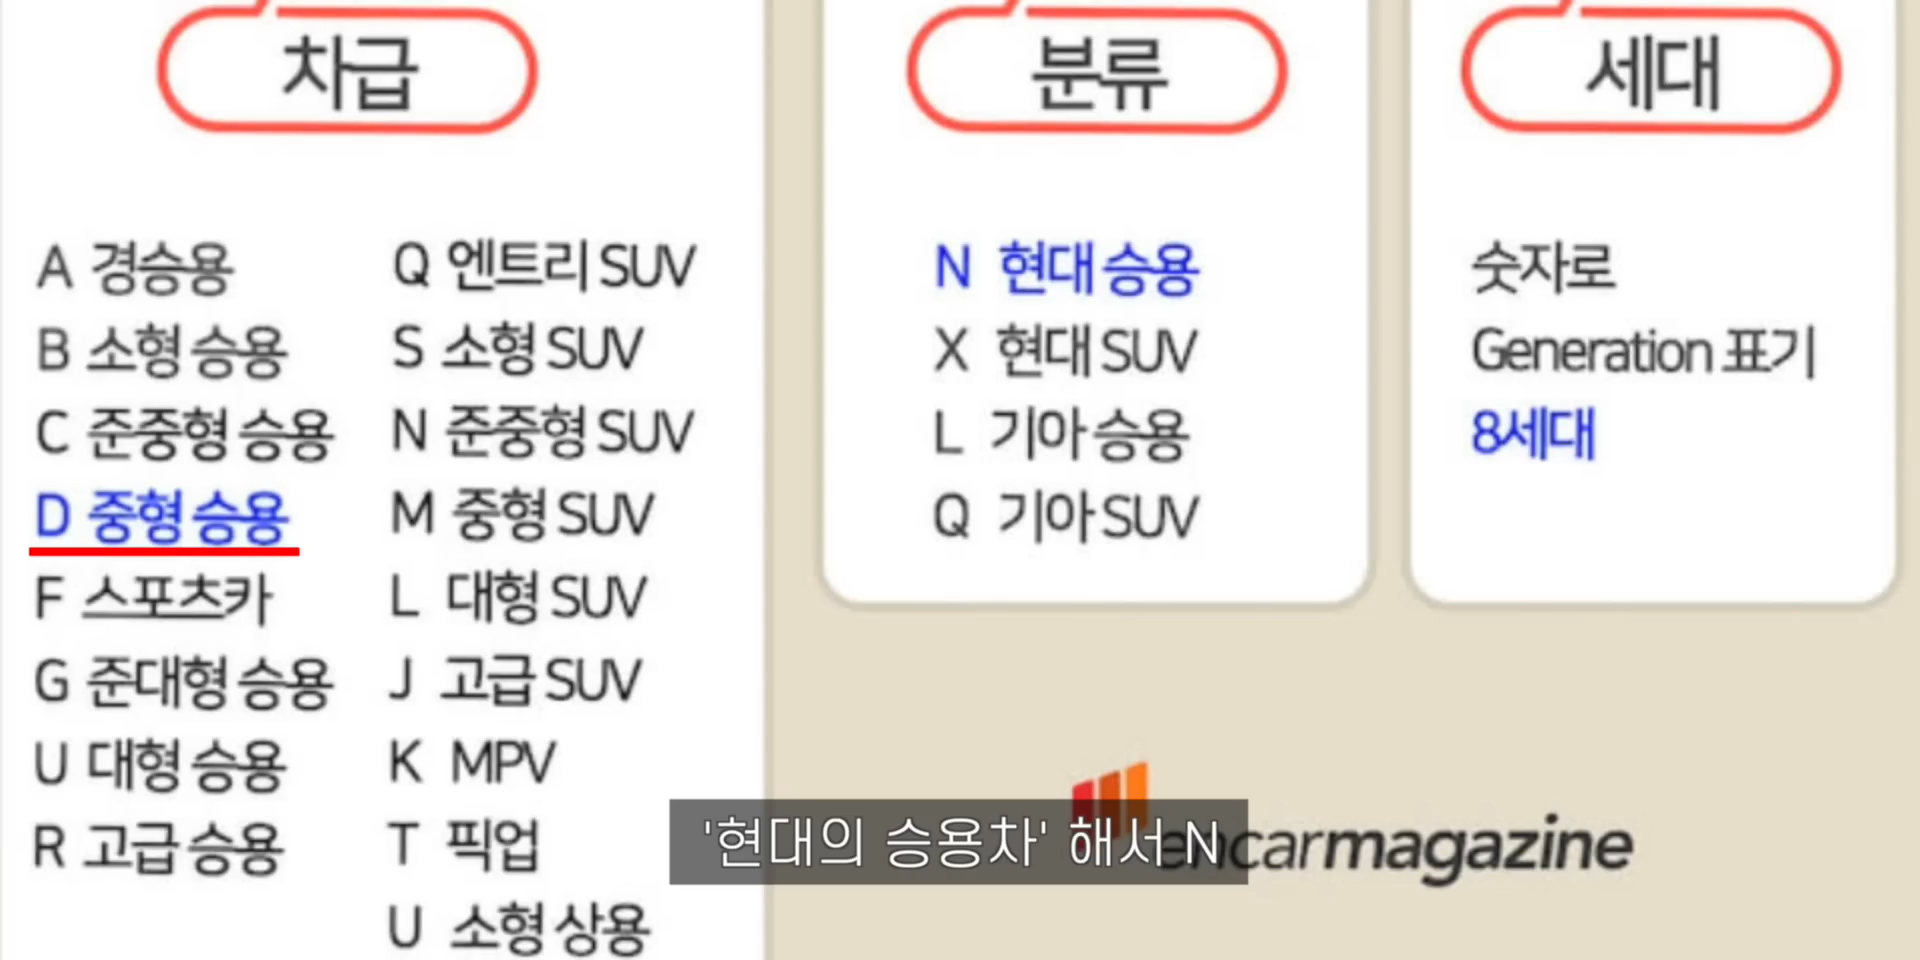 차급
A 경승용
B 소형 승용
C 준중형 승용
D 중형 승용
F 스포츠카
G 준대형 승용
U 대형 승용
R 고급 승용
Q 엔트리 SUV
S 소형 SUV
N 준중형 SUV
M 중형 SUV
L 대형 SUV
J 고급 SUV
K MPV
T 픽업
U 소형 상용
분류
N 현대 승용
X 현대 SUV
L 기아 승용
Q 기아 SUV
세대
숫자로
Generation 표기
8세대
encarmagazine
'현대의 승용차' 해서 N